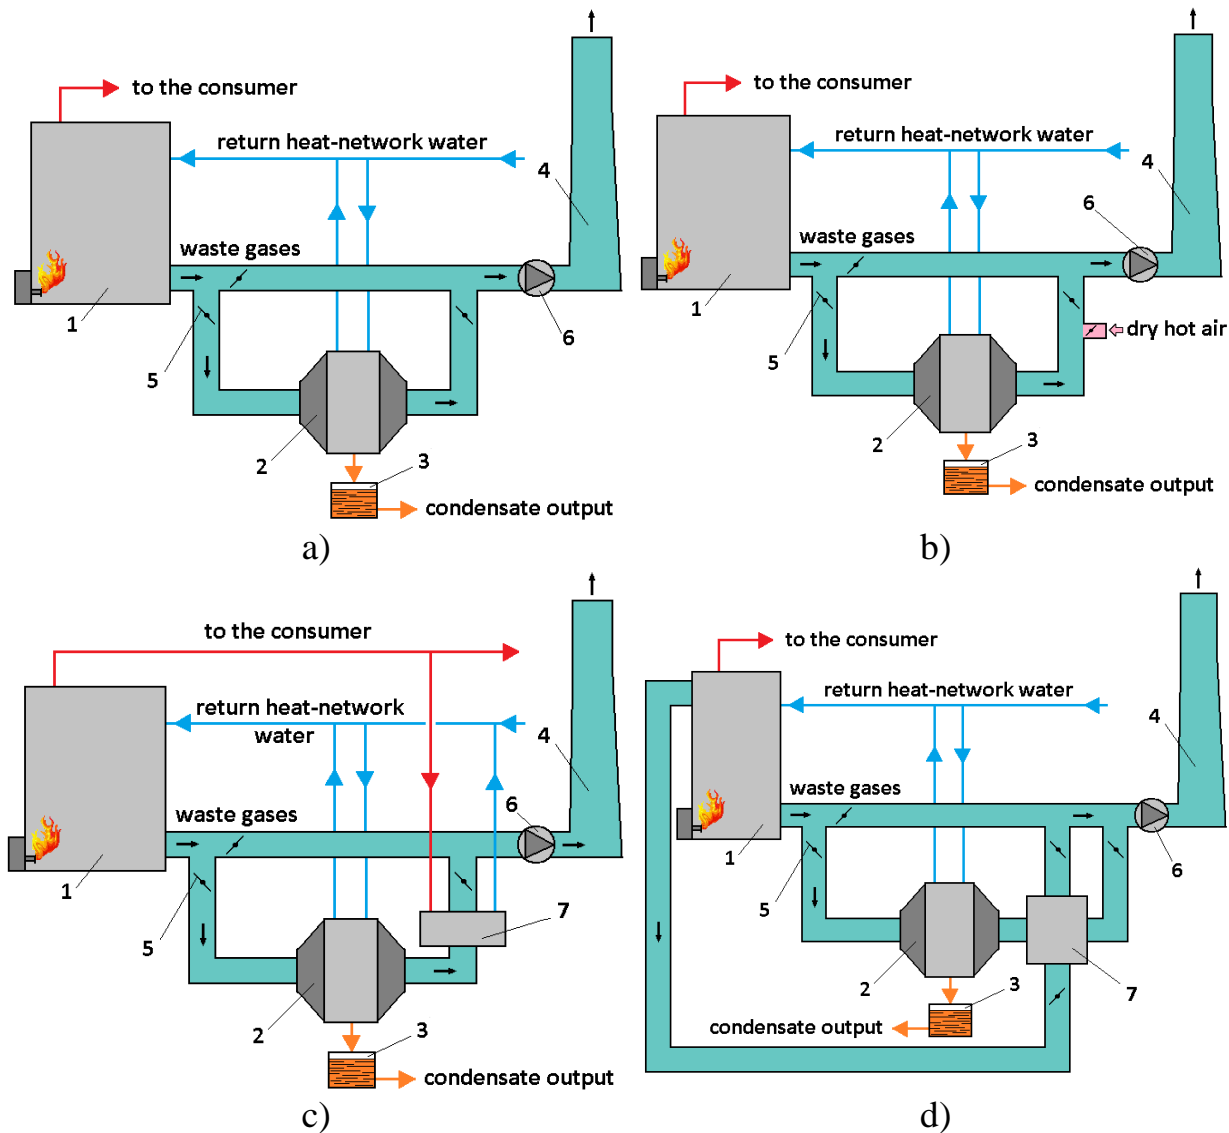 to the consumer
return heat-network water
4
waste gases
1
5
6
2
3
condensate output
a)
to the consumer
return heat-network water
4
6
waste gases
1
5
dry hot air
2
3
condensate output
b)
to the consumer
return heat-network
water
4
waste gases
6
1
5
7
2
3
condensate output
c)
to the consumer
return heat-network water
4
waste gases
1
6
5
2
3
7
condensate output
d)